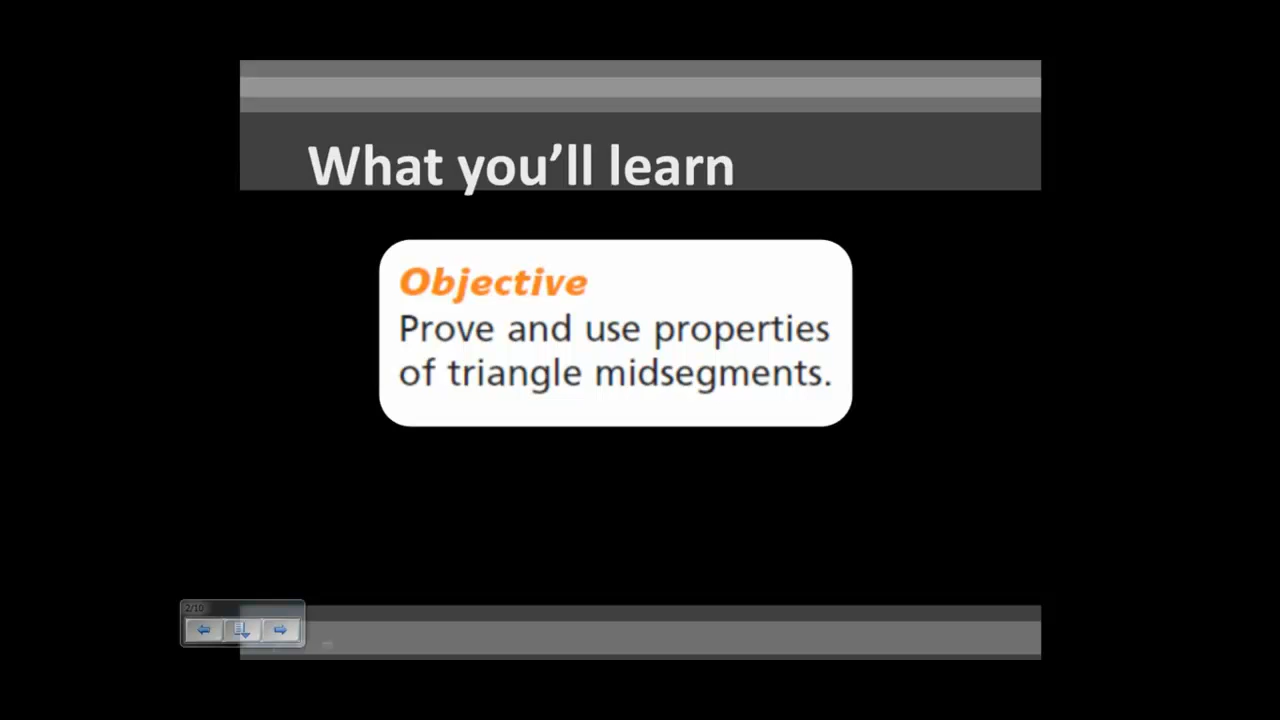 What you’ll learn
Objective
Prove and use properties
of triangle midsegments.
2/10